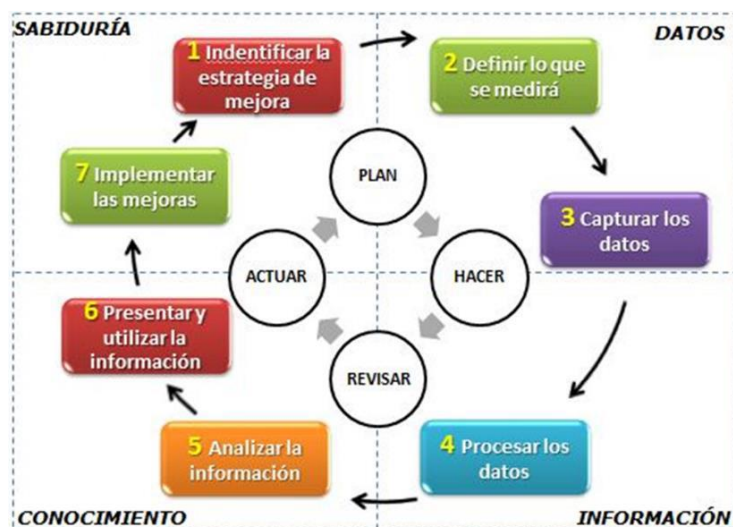 SABIDURÍA
DATOS
1 Indentificar la
estrategia de
mejora
2 Definir lo que
se medirá
7 Implementar
las mejoras
PLAN
3 Capturar los
datos
ACTUAR
HACER
6 Presentar y
utilizar la
información
REVISAR
5 Analizar la
información
4 Procesar los
datos
CONOCIMIENTO
INFORMACIÓN